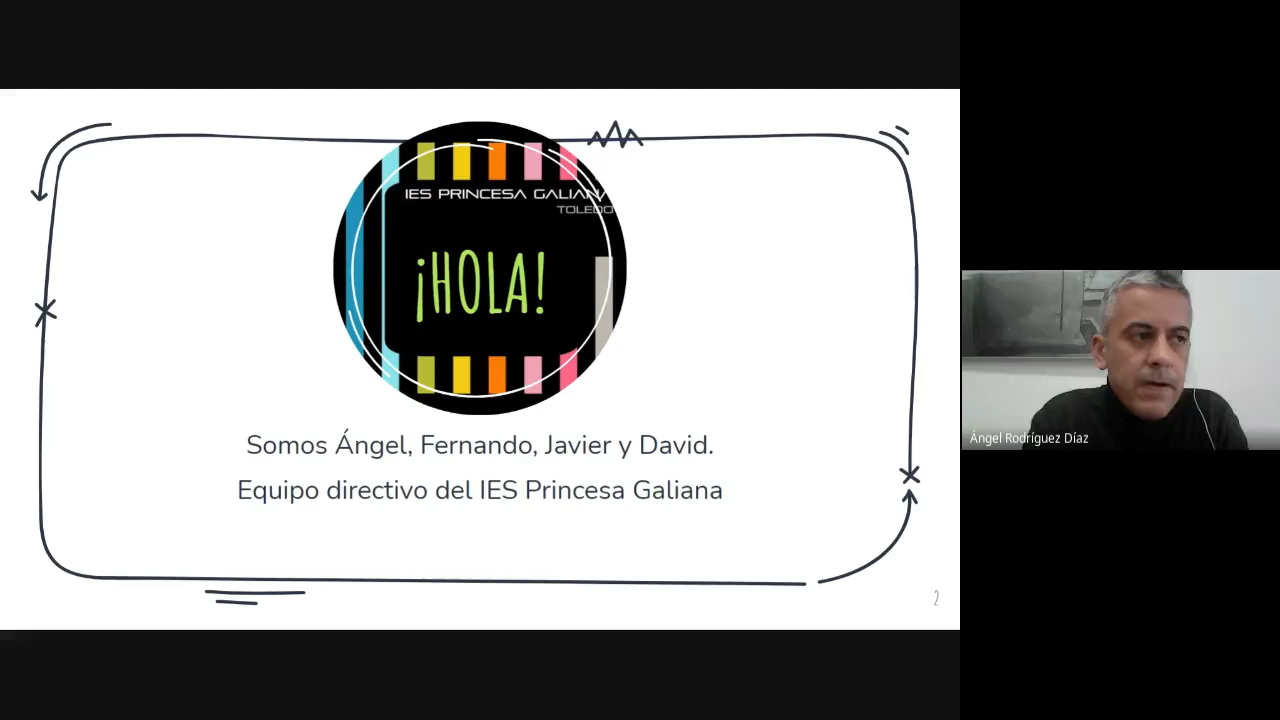 IES PRINCESA GALIANA
TOLEDO
¡HOLA!
Somos Ángel, Fernando, Javier y David.
Equipo directivo del IES Princesa Galiana
2
Ángel Rodríguez Díaz